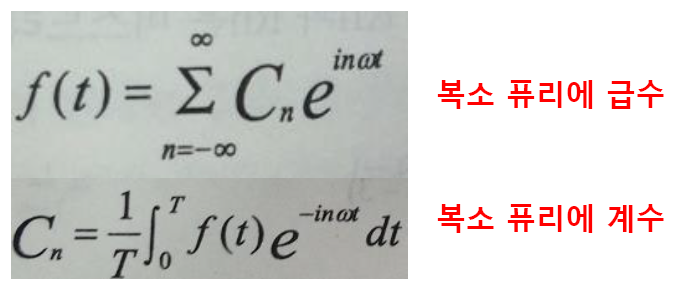 f(t) = ∑_{n=-∞}^{∞} C_n e^{inωt} 복소 퓨리에 급수
C_n = \frac{1}{T} ∫_0^T f(t) e^{-inωt} dt 복소 퓨리에 계수